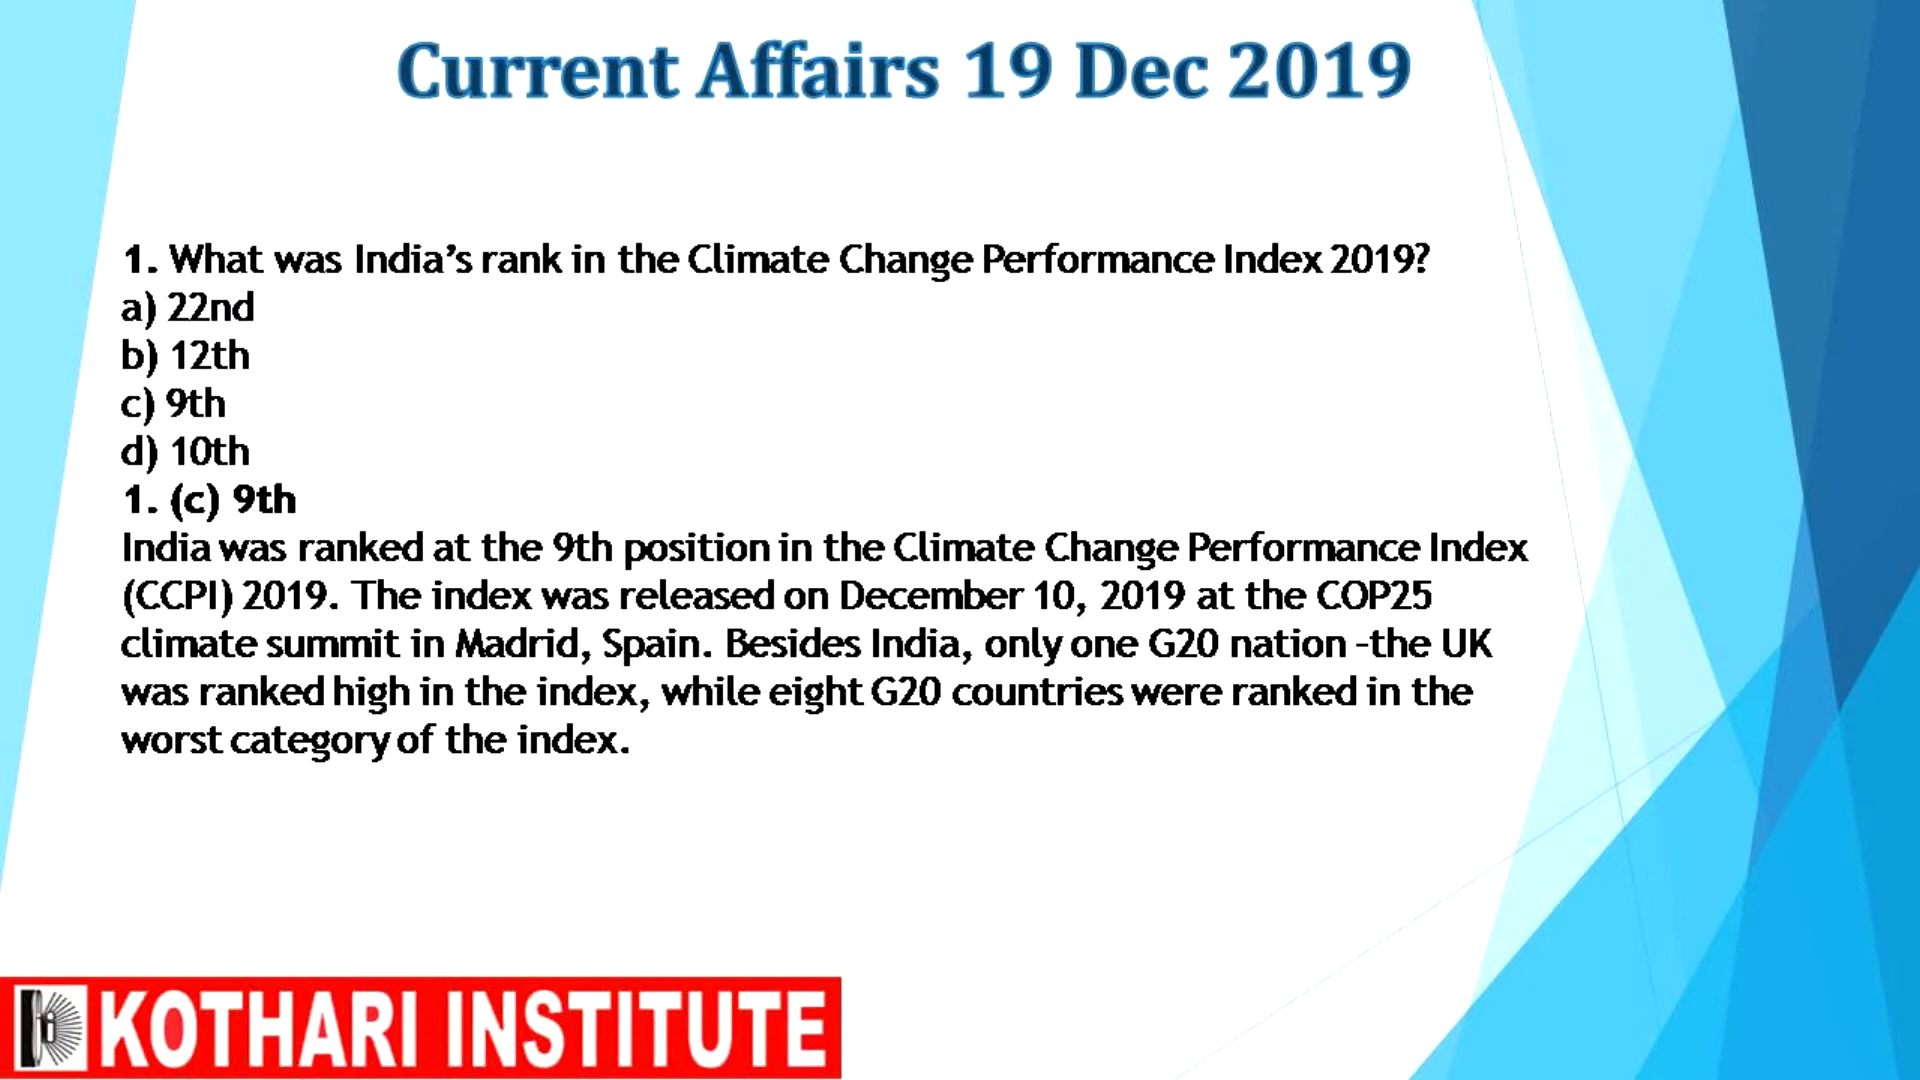 Current Affairs 19 Dec 2019
1. What was India’s rank in the Climate Change Performance Index 2019?
a) 22nd
b) 12th
c) 9th
d) 10th
1. (c) 9th
India was ranked at the 9th position in the Climate Change Performance Index
(CCPI) 2019. The index was released on December 10, 2019 at the COP25
climate summit in Madrid, Spain. Besides India, only one G20 nation -the UK
was ranked high in the index, while eight G20 countries were ranked in the
worst category of the index.
KOTHARI INSTITUTE